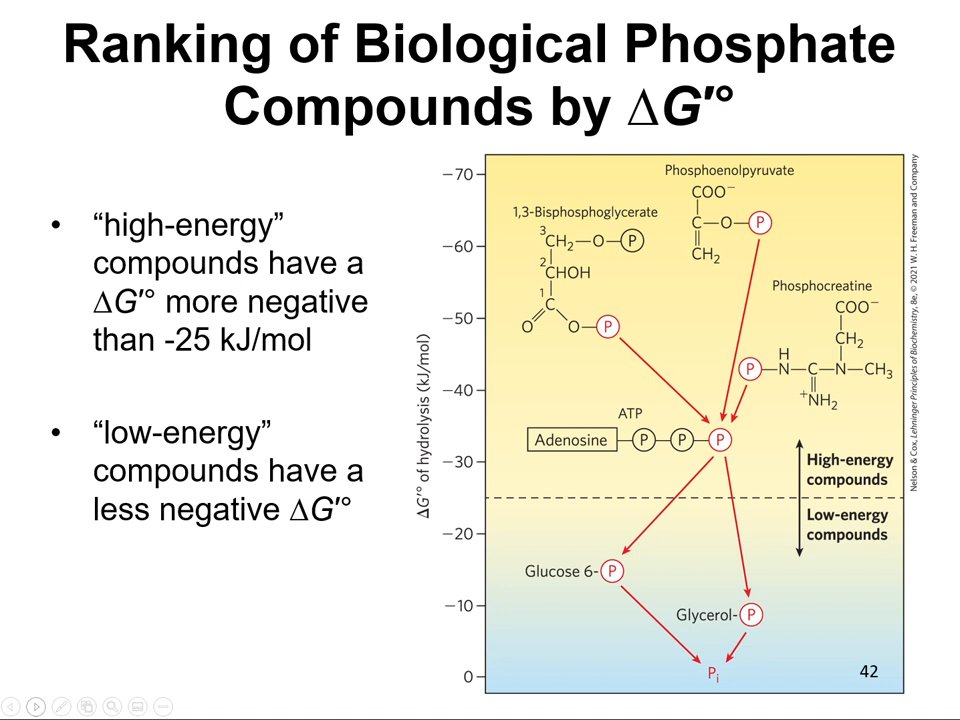 Ranking of Biological Phosphate
Compounds by ∆G′°
• “high-energy”
compounds have a
∆G′° more negative
than -25 kJ/mol
• “low-energy”
compounds have a
less negative ∆G′°
∆G′° of hydrolysis (kJ/mol)
−70
−60
−50
−40
−30
−20
−10
0
Phosphoenolpyruvate
COO−
C—O—P
CH2
1,3-Bisphosphoglycerate
3
CH2—O—P
2
CHOH
1
C
O O—P
Phosphocreatine
COO−
CH2
H
P—N—C—N—CH3
+NH2
ATP
Adenosine—P—P—P
High-energy
compounds
Low-energy
compounds
Glucose 6-P
Glycerol-P
Pi
42
Nelson & Cox, Lehninger Principles of Biochemistry, 8e, © 2021 W. H. Freeman and Company